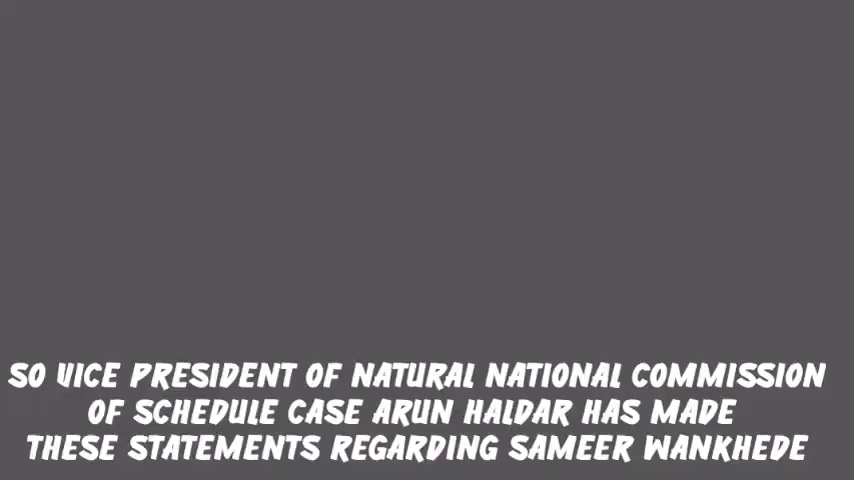 SO VICE PRESIDENT OF NATURAL NATIONAL COMMISSION
OF SCHEDULE CASE ARUN HALDAR HAS MADE
THESE STATEMENTS REGARDING SAMEER WANKHEDE